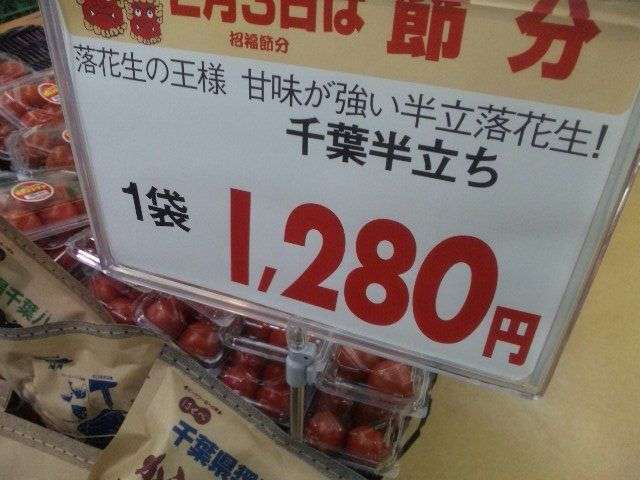 2月3日は 節分
招福節分
落花生の王様 甘味が強い半立落花生!
千葉半立ち
1袋 1,280円
千葉県